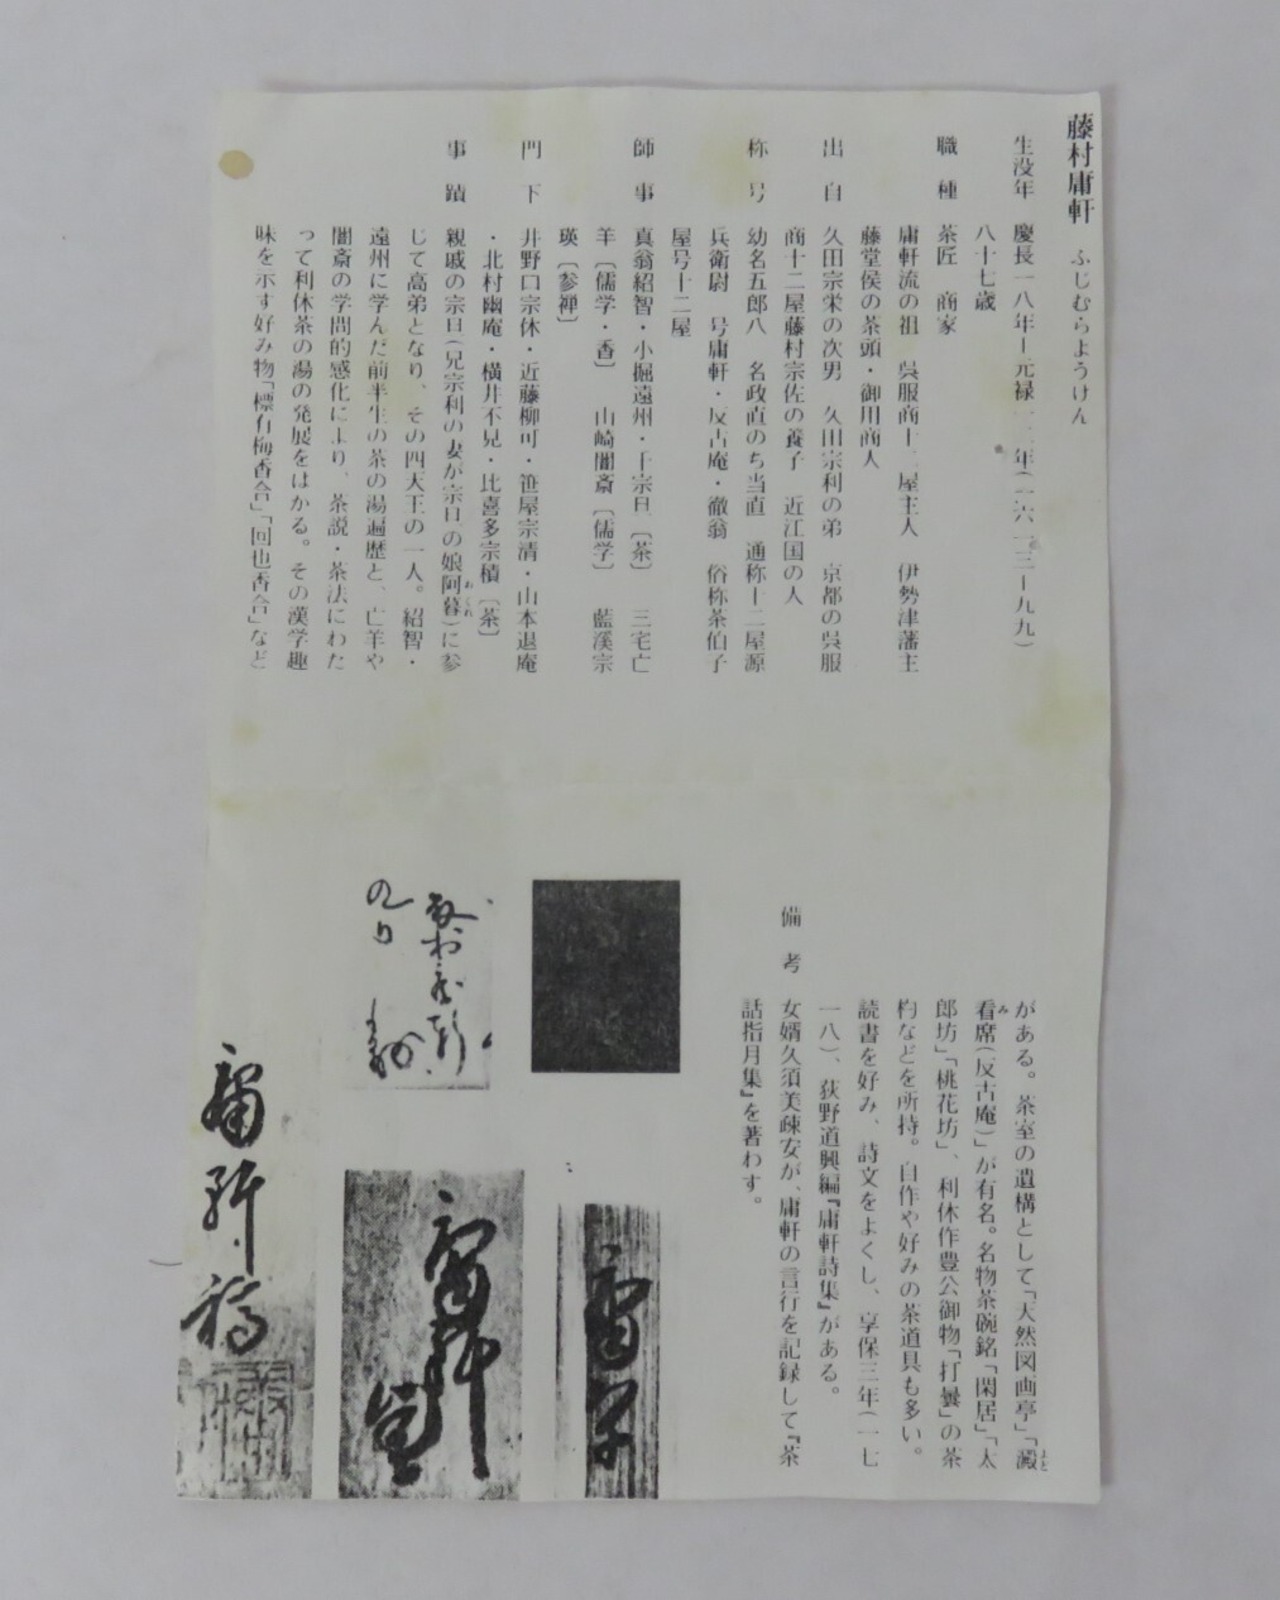 藤村庸軒 ふじむらようけん
生没年 慶長一八年―元禄一二年(一六一三―九九)
八十七歳
職種 茶匠 商家
庸軒流の祖 呉服商十二屋主人 伊勢津藩主
藤堂侯の茶頭・御用商人
出自 久田宗栄の次男 久田宗利の弟 京都の呉服
商十二屋藤村宗佐の養子 近江国の人
称号 幼名五郎八 名政直のち当直 通称十二屋源
兵衛尉 号庸軒・反古庵・徹翁 俗称茶伯子
屋号十二屋
師事 真翁紹智・小掘遠州・千宗旦〔茶〕 三宅亡
羊〔儒学・香〕 山崎闇斎〔儒学〕 藍溪宗
瑛〔参禅〕
門下 井野口宗休・近藤柳可・笹屋宗清・山本退庵
・北村幽庵・横井不見・比喜多宗積〔茶〕
事蹟 親戚の宗旦(兄宗利の妻が宗旦の娘阿暮おくれ)に参
じて高弟となり、その四天王の一人。紹智・
遠州に学んだ前半生の茶の湯遍歴と、亡羊や
闇斎の学問的感化により、茶説・茶法にわた
って利休茶の湯の発展をはかる。その漢学趣
味を示す好み物「標有梅香合」「回也香合」など
がある。茶室の遺構として「天然図画亭」「澱よど
看み席(反古庵)」が有名。名物茶碗銘「閑居」「太
郎坊」「桃花坊」、利休作豊公御物「打曇」の茶
杓などを所持。自作や好みの茶道具も多い。
読書を好み、詩文をよくし、享保三年(一七
一八)、荻野道興編『庸軒詩集』がある。
備考 女婿久須美疎安が、庸軒の言行を記録して『茶
話指月集』を著わす。
庸軒